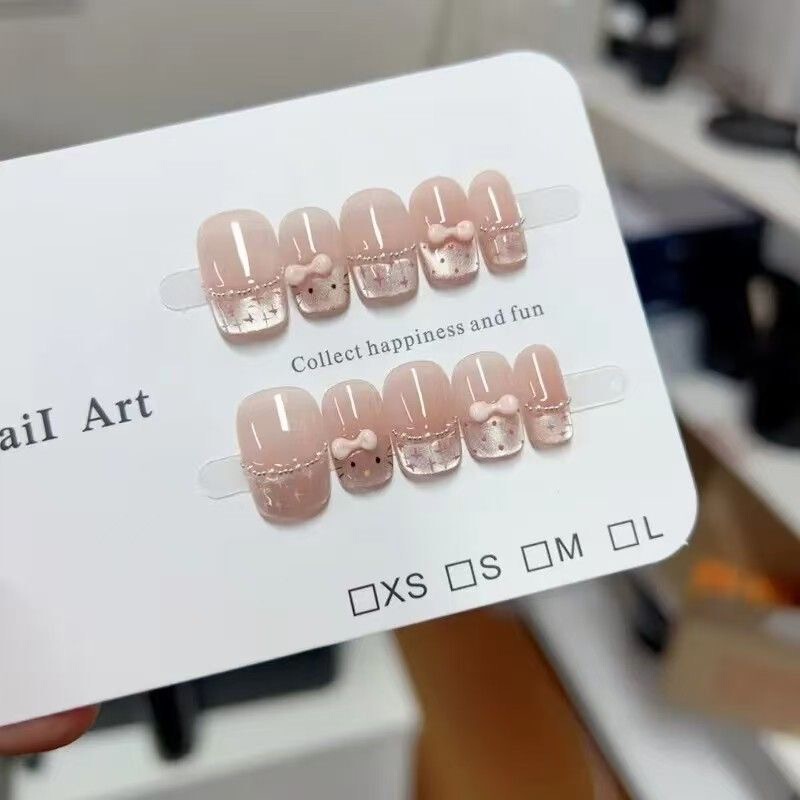 Collect happiness and fun
aiI Art
☐XS ☐S ☐M ☐L